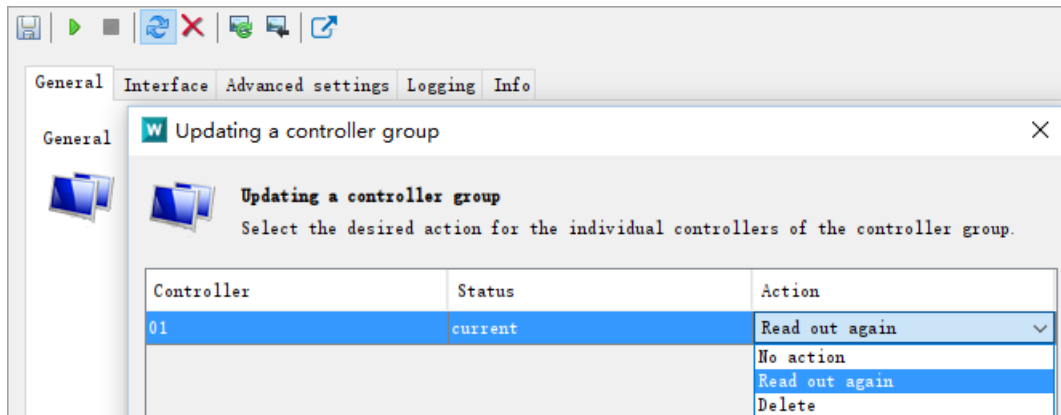 General Interface Advanced settings Logging Info
General
W Updating a controller group
Updating a controller group
Select the desired action for the individual controllers of the controller group.
Controller Status Action
01 current Read out again
No action
Read out again
Delete